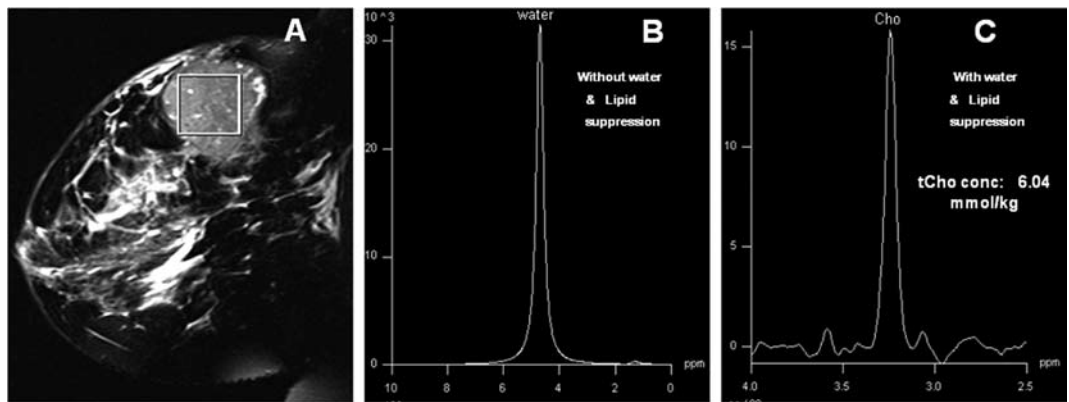 A
10 ^ 3
water
B
30
Without water
& Lipid
suppression
20
10
0
ppm
10
8
6
4
2
0
Cho
C
15
With water
& Lipid
suppression
10
tCho conc: 6.04
mmol/kg
5
0
ppm
4.0
3.5
3.0
2.5